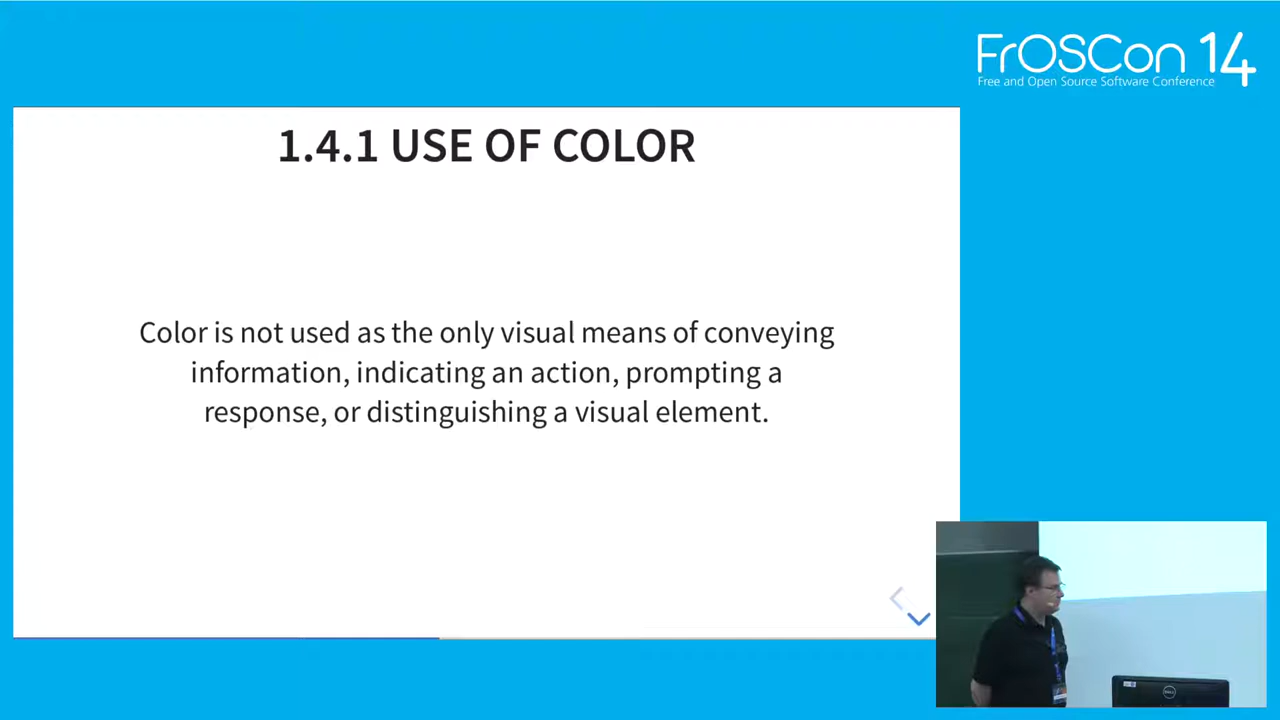 FrOSCon 14
Free and Open Source Software Conference
1.4.1 USE OF COLOR
Color is not used as the only visual means of conveying
information, indicating an action, prompting a
response, or distinguishing a visual element.
DELL